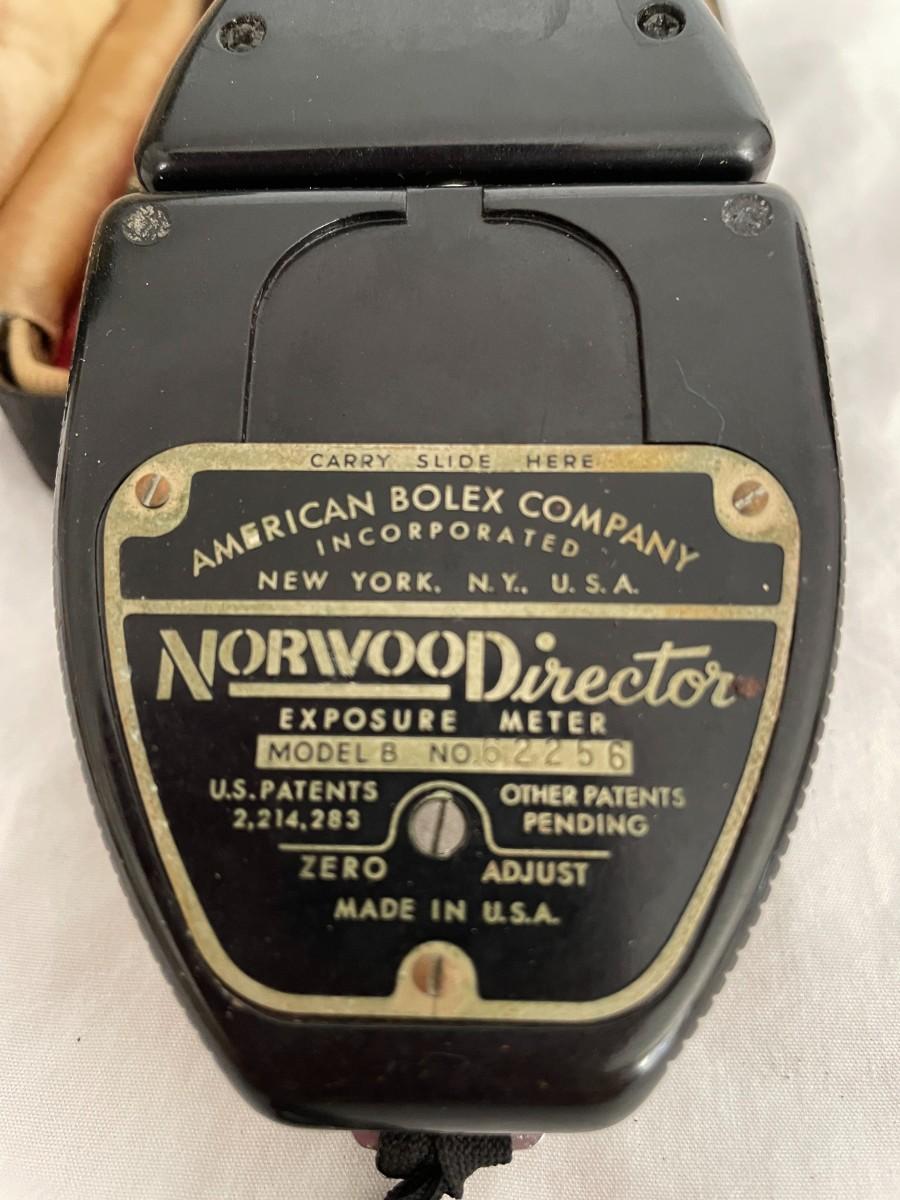 CARRY SLIDE HERE
AMERICAN BOLEX COMPANY
INCORPORATED
NEW YORK, N.Y., U.S.A.
NORWOOD Director
EXPOSURE METER
MODEL B NO. 62256
U.S. PATENTS
2,214,283
OTHER PATENTS
PENDING
ZERO ADJUST
MADE IN U.S.A.